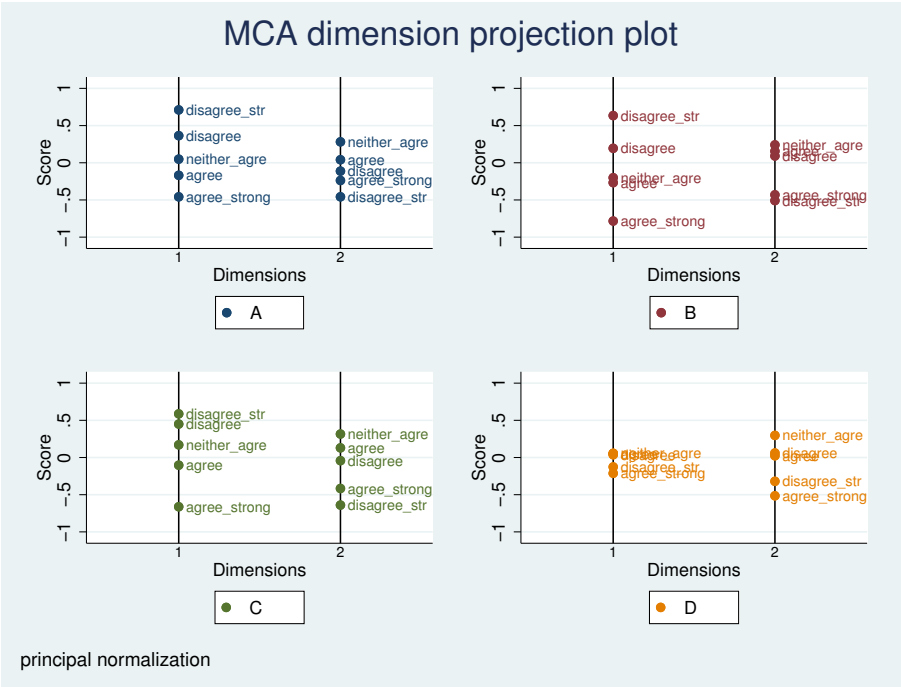 MCA dimension projection plot
1
.5
0
−.5
−1
Score
disagree_str
disagree
neither_agre
agree
agree_strong
neither_agre
agree
disagree
agree_strong
disagree_str
1 2
Dimensions
A
1
.5
0
−.5
−1
Score
disagree_str
disagree
neither_agre
agree
agree_strong
neither_agre
agree
disagree
agree_strong
disagree_str
1 2
Dimensions
B
1
.5
0
−.5
−1
Score
disagree_str
disagree
neither_agre
agree
agree_strong
neither_agre
agree
disagree
agree_strong
disagree_str
1 2
Dimensions
C
1
.5
0
−.5
−1
Score
neither_agre
disagree
disagree_str
agree_strong
neither_agre
disagree
agree
disagree_str
agree_strong
1 2
Dimensions
D
principal normalization